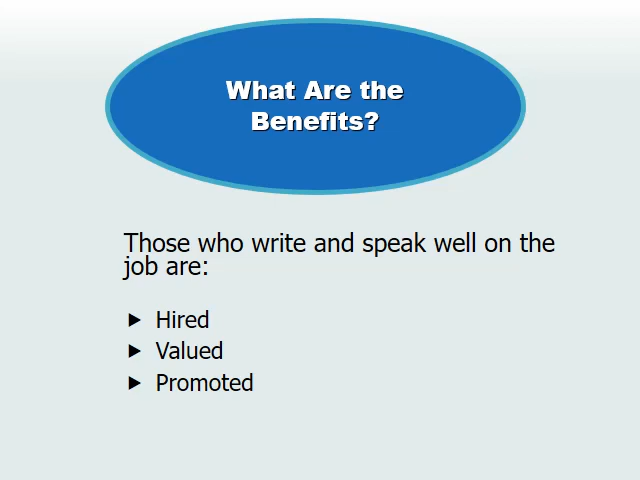 What Are the
Benefits?
Those who write and speak well on the
job are:
Hired
Valued
Promoted